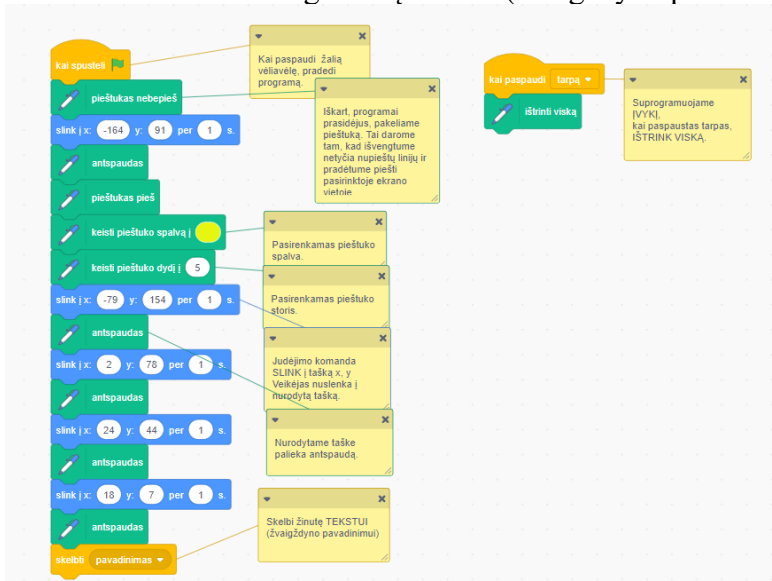 kai spusteli
pieštukas nebepieš
slink į x: -164 y: 91 per 1 s.
antspaudas
pieštukas pieš
keisti pieštuko spalvą į
keisti pieštuko dydį į 5
slink į x: -79 y: 154 per 1 s.
antspaudas
slink į x: 2 y: 78 per 1 s.
antspaudas
slink į x: 24 y: 44 per 1 s.
antspaudas
slink į x: 18 y: 7 per 1 s.
antspaudas
skelbti pavadinimas
Kai paspaudi žalią
vėliavėlę, pradedi
programą.
Iškart, programai
prasidėjus, pakeliame
pieštuką. Tai darome
tam, kad išvengtume
netyčia nupieštų linijų ir
pradėtume piešti
pasirinktoje ekrano
vietoje
Pasirenkamas pieštuko
spalva.
Pasirenkamas pieštuko
storis.
Judėjimo komanda
SLINK į tašką x, y
Veikėjas nuslenka į
nurodytą tašką.
Nurodytame taške
palieka antspaudą.
Skelbi žinutę TEKSTUI
(žvaigždyno pavadinimui)
kai paspaudi tarpą
ištrinti viską
Suprogramuojame
ĮVYKĮ,
kai paspaustas tarpas,
IŠTRINK VISKĄ.